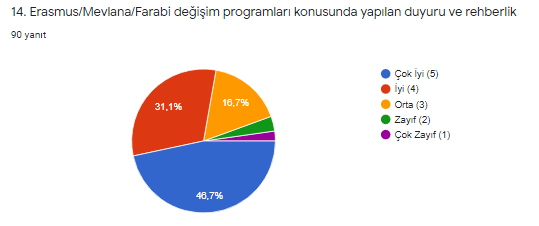 14. Erasmus/Mevlana/Farabi değişim programları konusunda yapılan duyuru ve rehberlik
90 yanıt
Çok İyi (5)
İyi (4)
Orta (3)
Zayıf (2)
Çok Zayıf (1)
31,1%
16,7%
46,7%